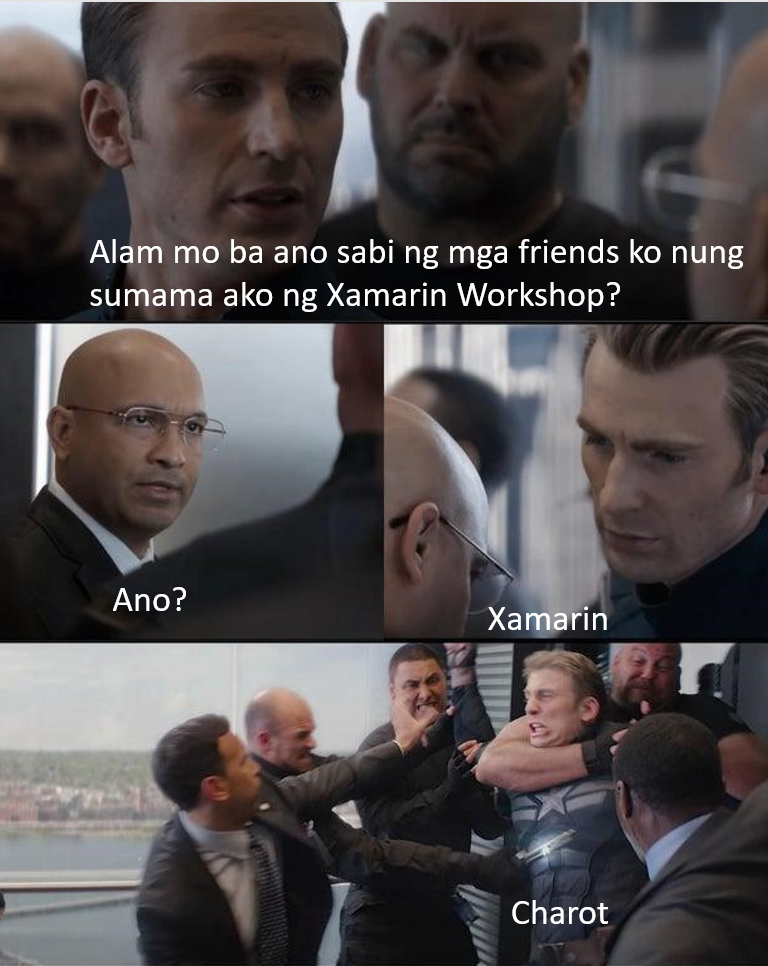 Alam mo ba ano sabi ng mga friends ko nung
sumama ako ng Xamarin Workshop?
Ano?
Xamarin
Charot